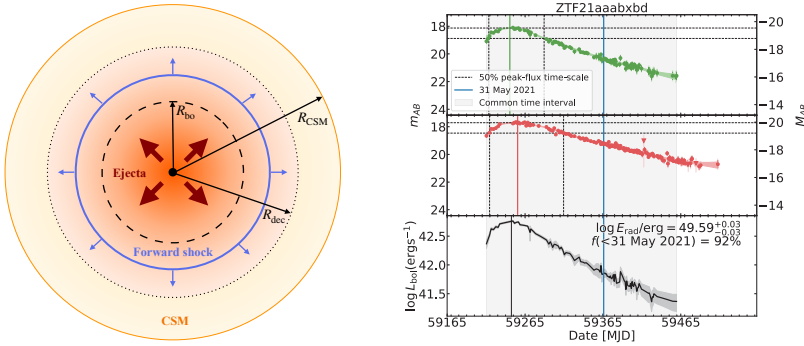 R_bo
R_CSM
Ejecta
R_dec
Forward shock
CSM
ZTF21aaabxbd
18
20
22
24
−20
−18
−16
−14
50% peak-flux time-scale
31 May 2021
Common time interval
m_AB
M_AB
18
20
22
24
−20
−18
−16
−14
log E_rad/erg = 49.59^{+0.03}_{−0.03}
f(<31 May 2021) = 92%
42.5
42.0
41.5
log L_bol(ergs⁻¹)
59165
59265
59365
59465
Date [MJD]